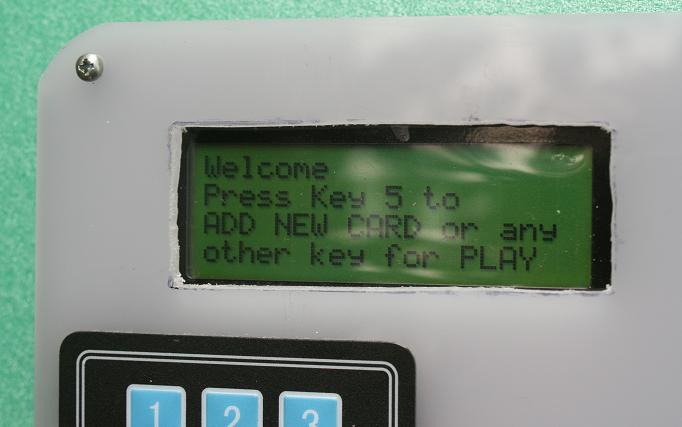 Welcome
Press Key 5 to
ADD NEW CARD or any
other key for PLAY
1 2 3